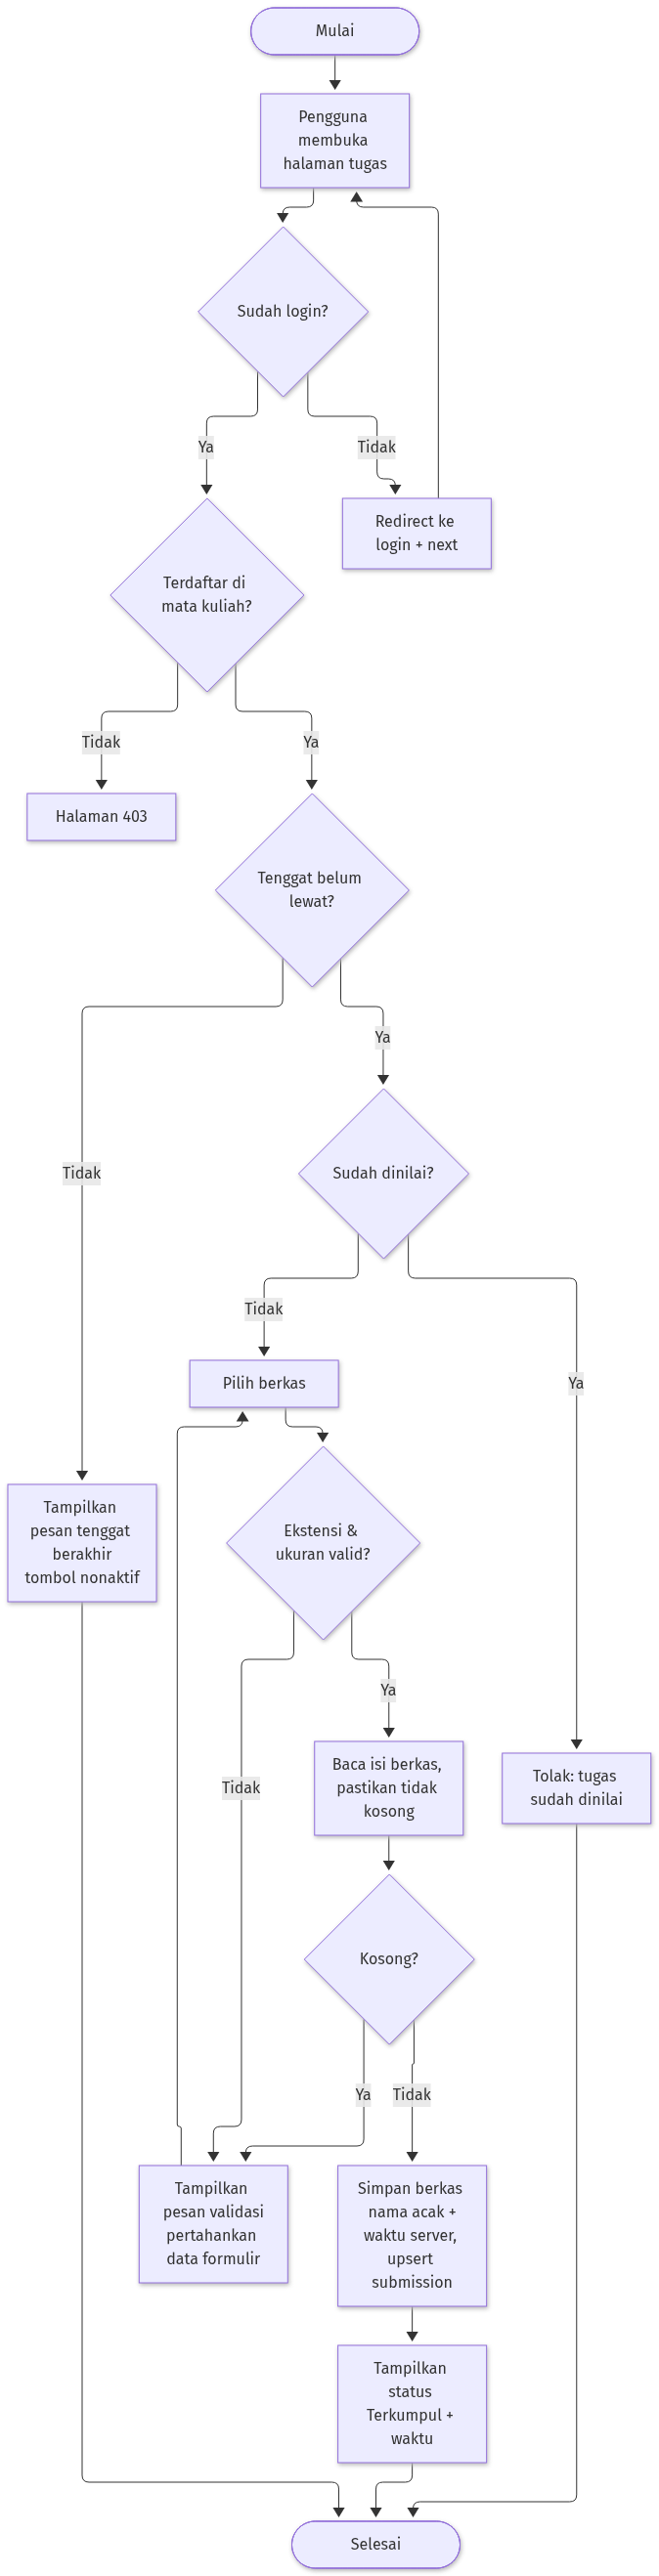 Mulai
Pengguna
membuka
halaman tugas
Sudah login?
Ya
Tidak
Redirect ke
login + next
Terdaftar di
mata kuliah?
Tidak
Ya
Halaman 403
Tenggat belum
lewat?
Ya
Tidak
Sudah dinilai?
Tidak
Ya
Pilih berkas
Tampilkan
pesan tenggat
berakhir
tombol nonaktif
Ekstensi &
ukuran valid?
Ya
Tidak
Baca isi berkas,
pastikan tidak
kosong
Tolak: tugas
sudah dinilai
Kosong?
Ya
Tidak
Tampilkan
pesan validasi
pertahankan
data formulir
Simpan berkas
nama acak +
waktu server,
upsert
submission
Tampilkan
status
Terkumpul +
waktu
Selesai